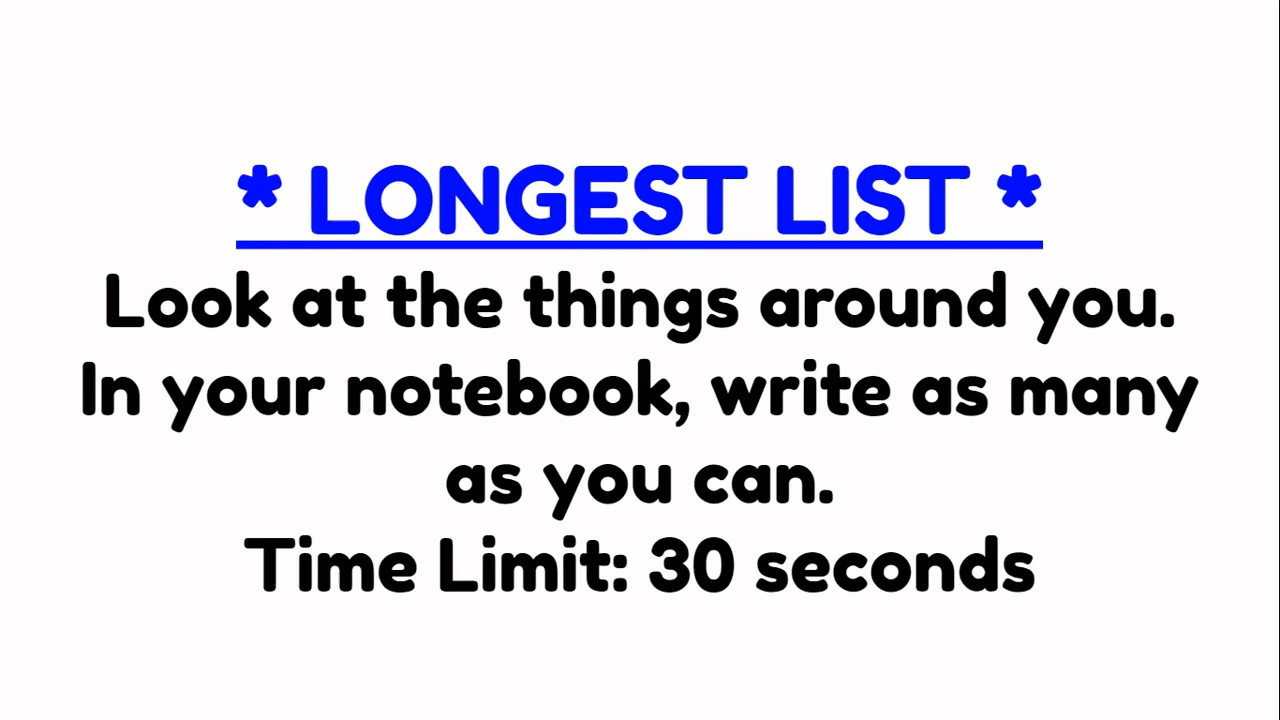 * LONGEST LIST *
Look at the things around you.
In your notebook, write as many
as you can.
Time Limit: 30 seconds